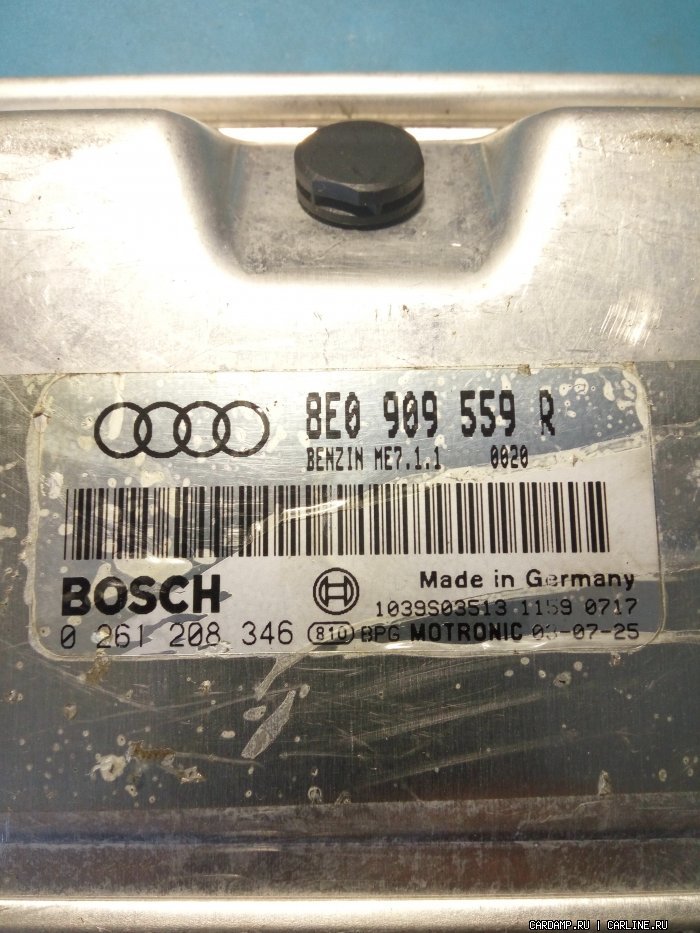 8E0 909 559 R
BENZIN ME7.1.1 0020
BOSCH
Made in Germany
1039S03513 1159 0717
0 261 208 346 810 BPG MOTRONIC 03-07-25
CARDAMP.RU | CARLINE.RU